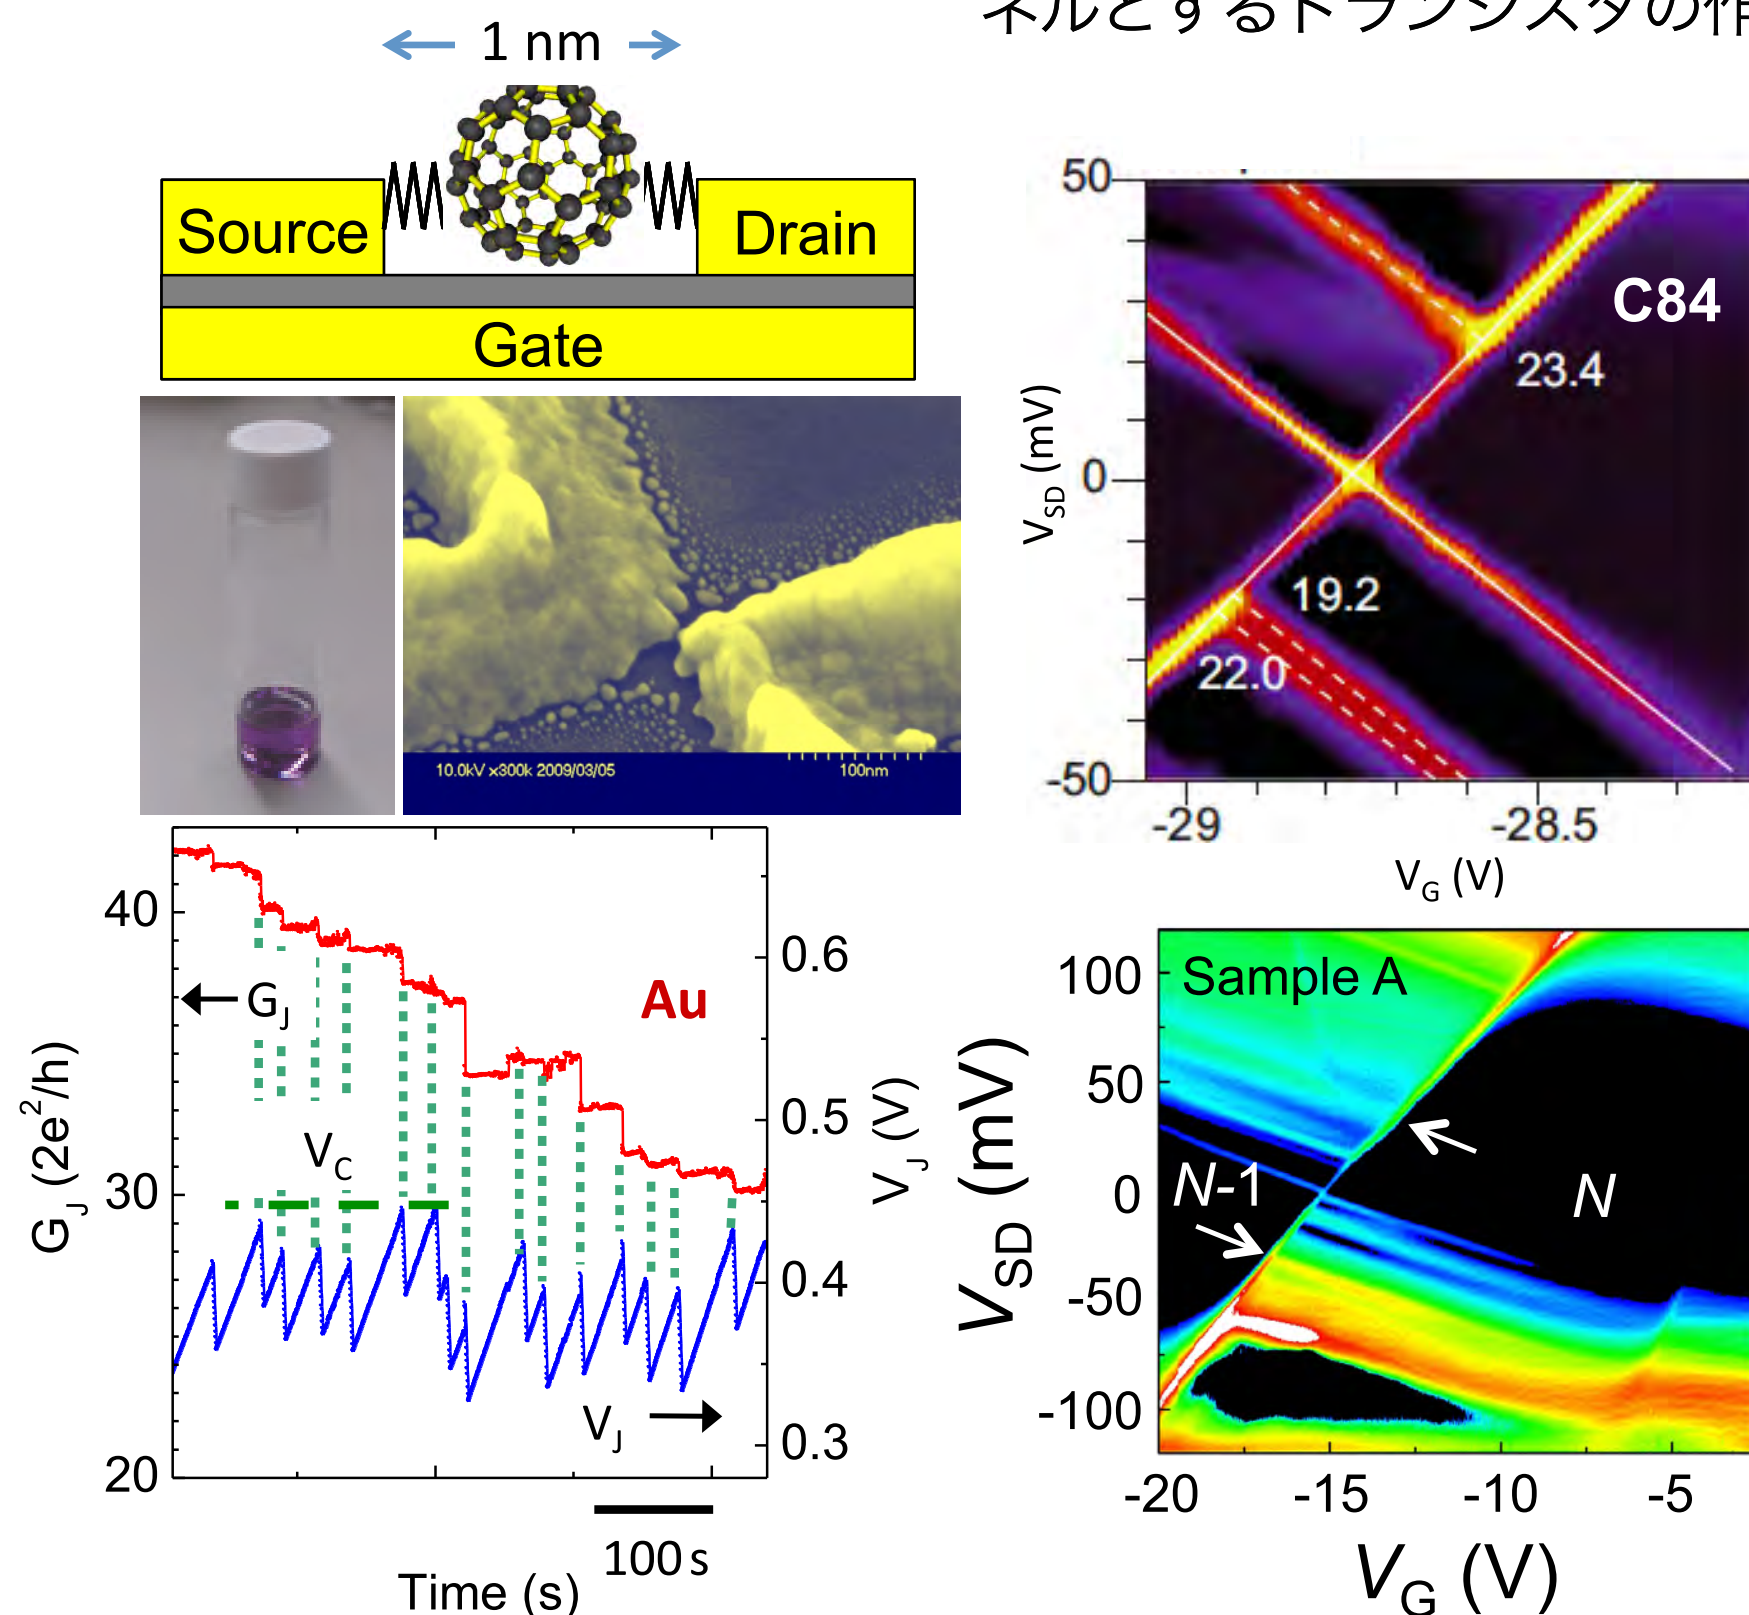 ネルとするトランジスタの作
1 nm
Source
Drain
Gate
10.0kV x300k 2009/03/05
100nm
50
0
-50
V_SD (mV)
C84
23.4
19.2
22.0
-29
-28.5
V_G (V)
40
30
20
G_J (2e²/h)
G_J
Au
V_C
V_J
0.6
0.5
0.4
0.3
V_J (V)
100 s
Time (s)
Sample A
100
50
0
-50
-100
V_SD (mV)
N-1
N
-20
-15
-10
-5
V_G (V)